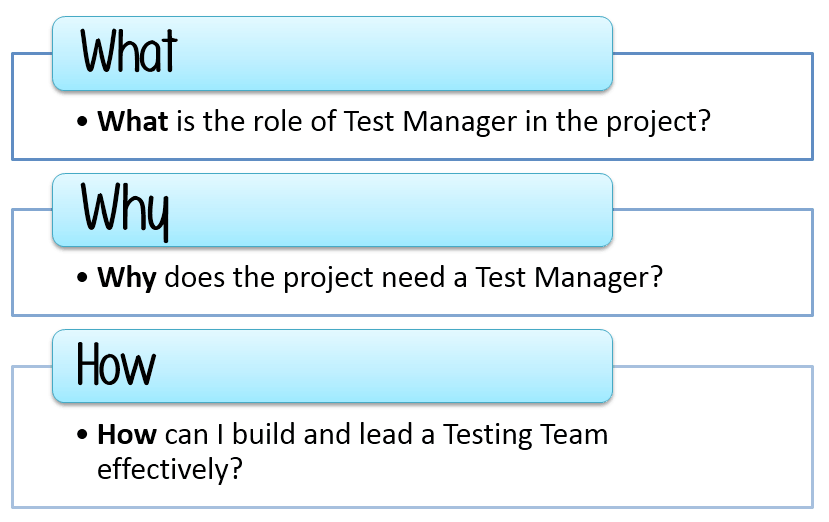 What
• What is the role of Test Manager in the project?
Why
• Why does the project need a Test Manager?
How
• How can I build and lead a Testing Team
effectively?